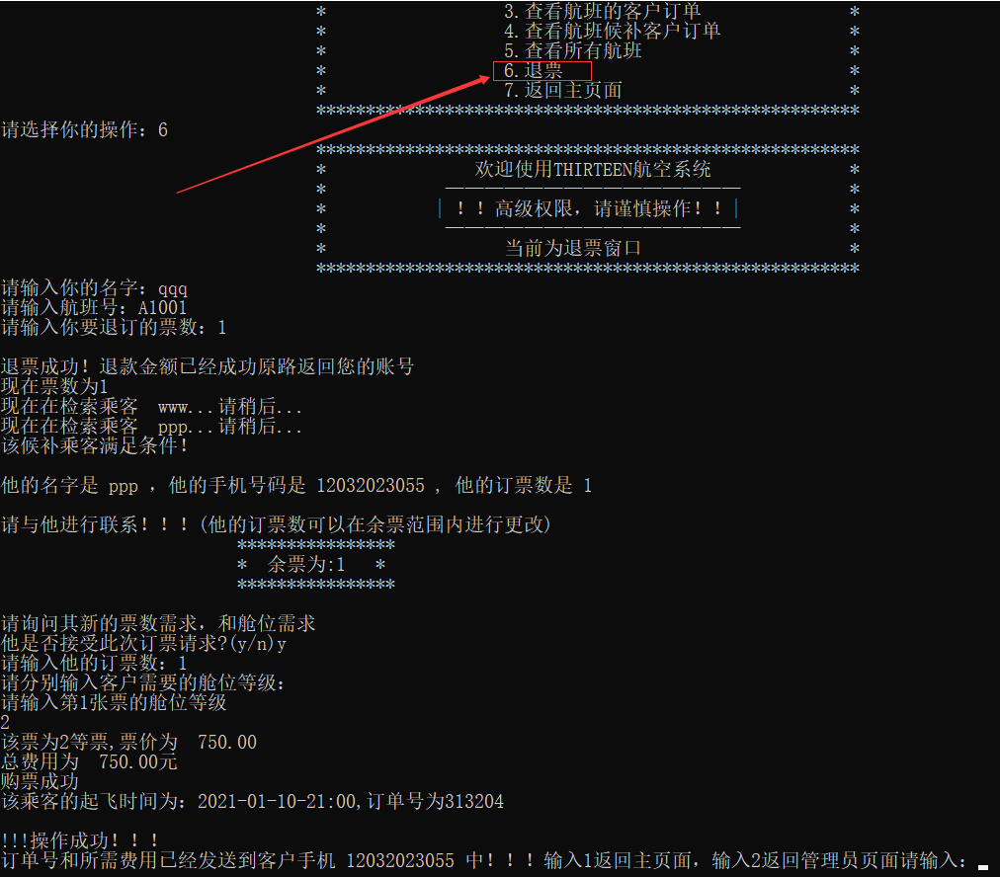 * 3.查看航班的客户订单 *
* 4.查看航班候补客户订单 *
* 5.查看所有航班 *
* 6.退票 *
* 7.返回主页面 *
*******************************************************
请选择你的操作：6
*******************************************************
* 欢迎使用THIRTEEN航空系统 *
* ——————————————— *
* | ！！高级权限，请谨慎操作！！| *
* ——————————————— *
* 当前为退票窗口 *
*******************************************************
请输入你的名字：qqq
请输入航班号：A1001
请输入你要退订的票数：1
退票成功！退款金额已经成功原路返回您的账号
现在票数为1
现在在检索乘客 www...请稍后...
现在在检索乘客 ppp...请稍后...
该候补乘客满足条件！
他的名字是 ppp ，他的手机号码是 12032023055 ，他的订票数是 1
请与他进行联系！！！(他的订票数可以在余票范围内进行更改)
****************
* 余票为:1 *
****************
请询问其新的票数需求，和舱位需求
他是否接受此次订票请求?(y/n)y
请输入他的订票数：1
请分别输入客户需要的舱位等级：
请输入第1张票的舱位等级
2
该票为2等票,票价为 750.00
总费用为 750.00元
购票成功
该乘客的起飞时间为：2021-01-10-21:00,订单号为313204
!!!操作成功！！！
订单号和所需费用已经发送到客户手机 12032023055 中！！！输入1返回主页面，输入2返回管理员页面请输入：